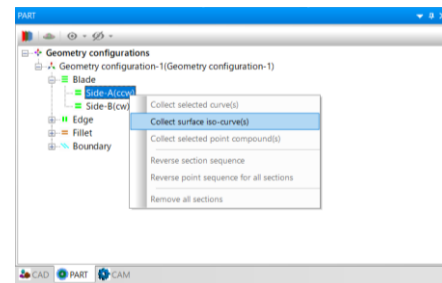 PART
Geometry configurations
Geometry configuration-1(Geometry configuration-1)
Blade
Side-A(ccw)
Side-B(cw)
Edge
Fillet
Boundary
Collect selected curve(s)
Collect surface iso-curve(s)
Collect selected point compound(s)
Reverse section sequence
Reverse point sequence for all sections
Remove all sections
CAD PART CAM